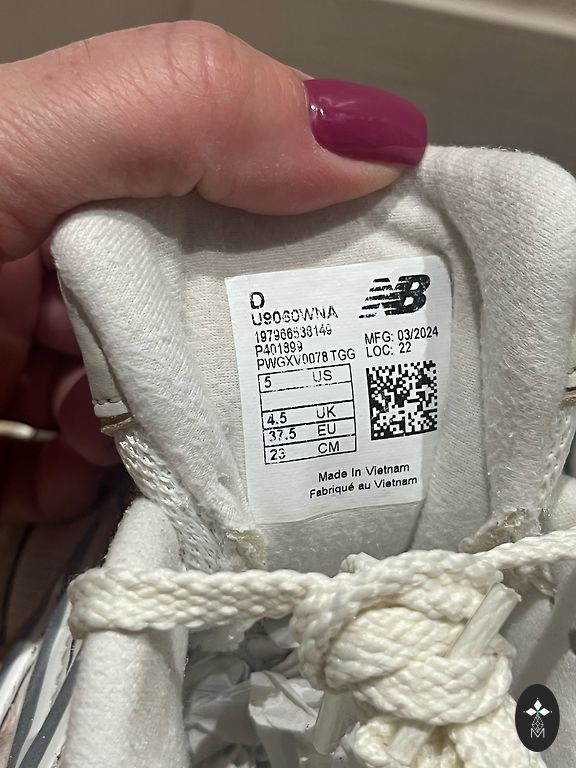 D
NB
U9060WNA
197966538149
P401899
PWGXV0078 TGG
MFG: 03/2024
LOC: 22
5 US
4.5 UK
37.5 EU
23 CM
Made In Vietnam
Fabriqué au Vietnam
M